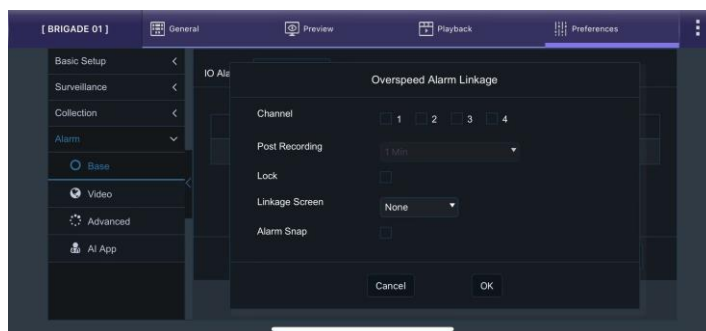 [ BRIGADE 01 ] General Preview Playback Preferences
Basic Setup
Surveillance
Collection
Alarm
Base
Video
Advanced
AI App
IO Ala
Overspeed Alarm Linkage
Channel 1 2 3 4
Post Recording 1 Min
Lock
Linkage Screen None
Alarm Snap
Cancel OK